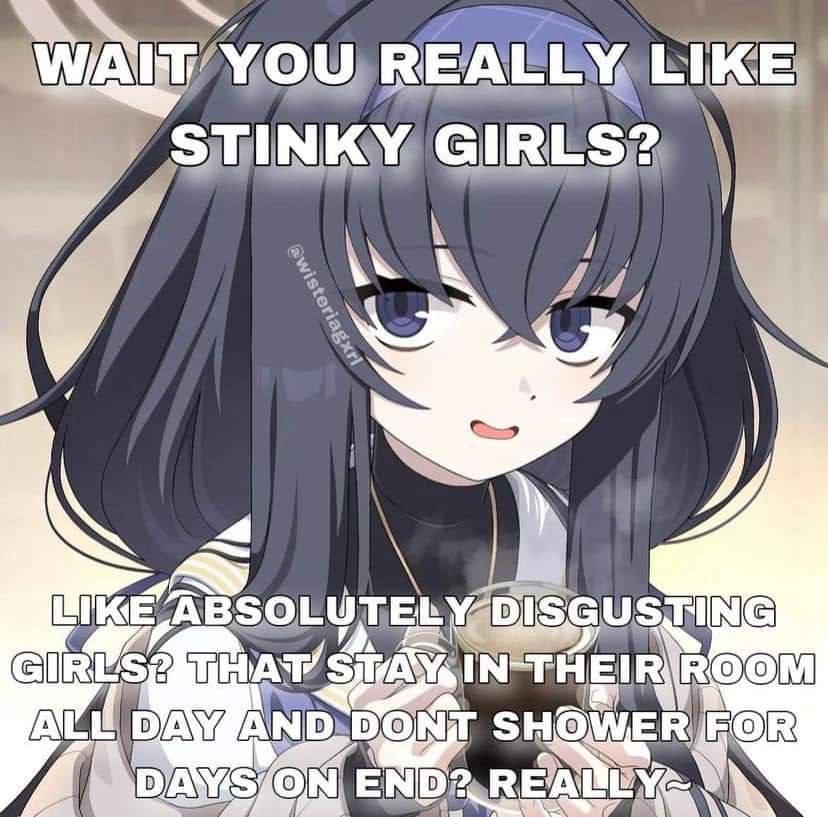 WAIT YOU REALLY LIKE
STINKY GIRLS?
@wisteriagxrl
LIKE ABSOLUTELY DISGUSTING
GIRLS? THAT STAY IN THEIR ROOM
ALL DAY AND DONT SHOWER FOR
DAYS ON END? REALLY~